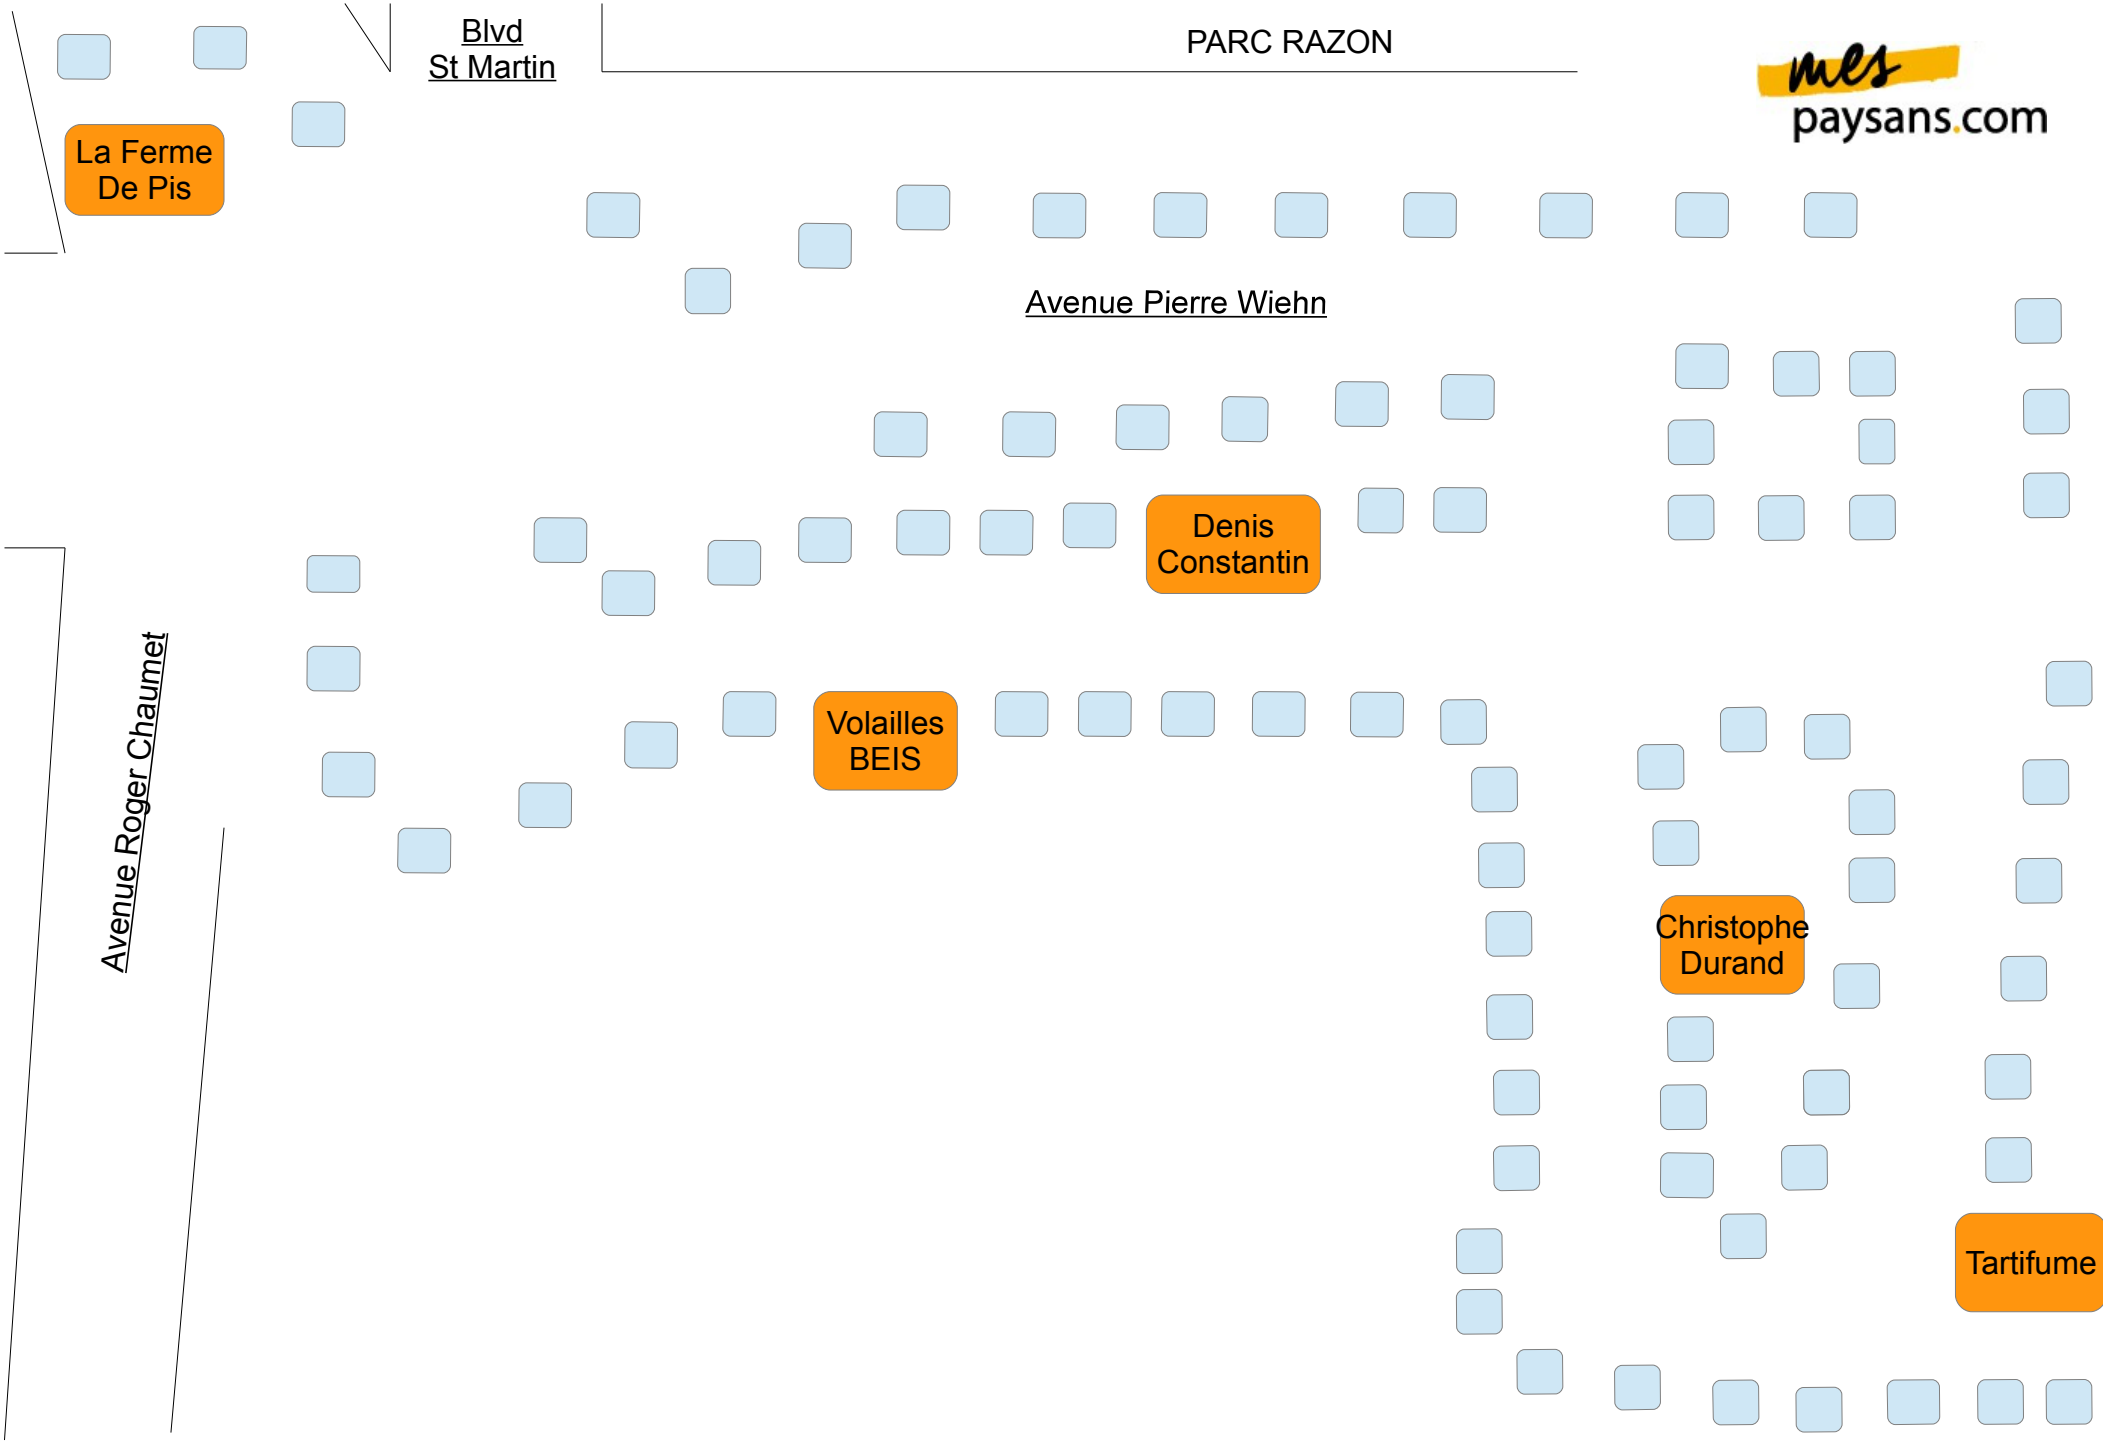 Blvd
St Martin
PARC RAZON
mes
paysans.com
La Ferme
De Pis
Avenue Pierre Wiehn
Denis
Constantin
Avenue Roger Chaumet
Volailles
BEIS
Christophe
Durand
Tartifume